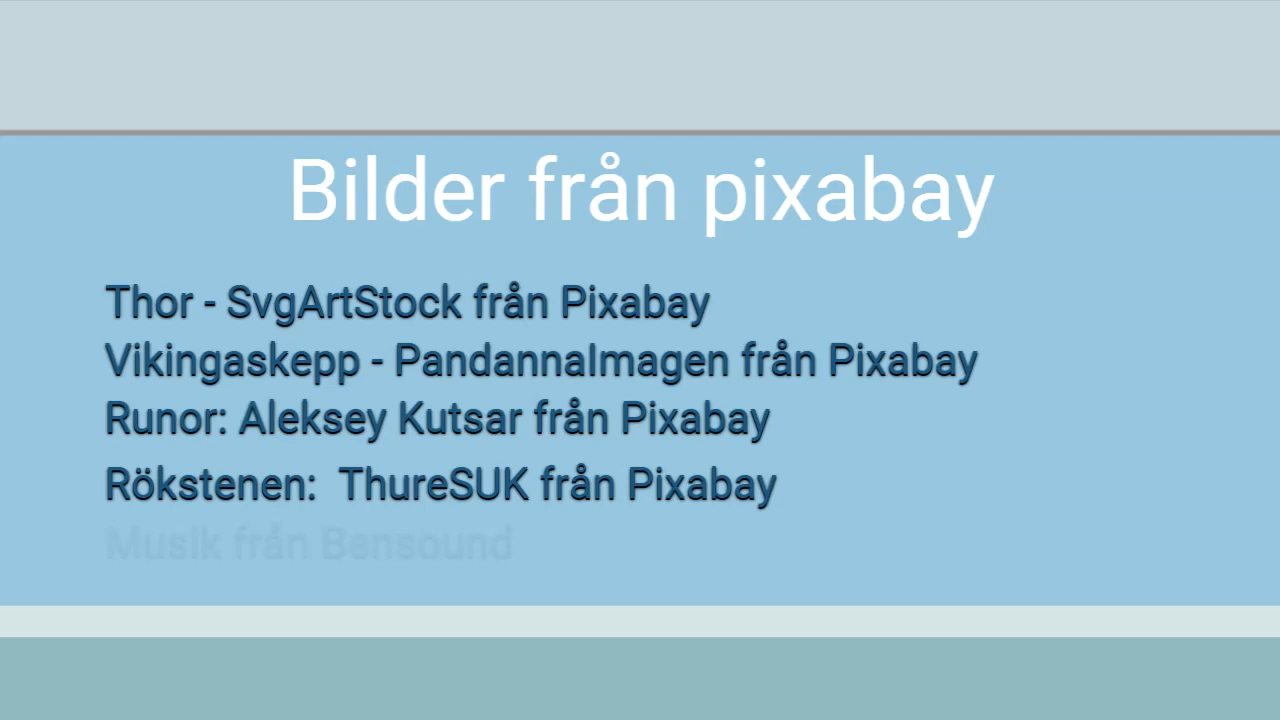 Bilder från pixabay
Thor - SvgArtStock från Pixabay
Vikingaskepp - PandannaImagen från Pixabay
Runor: Aleksey Kutsar från Pixabay
Rökstenen:  ThureSUK från Pixabay
Musik från Bensound